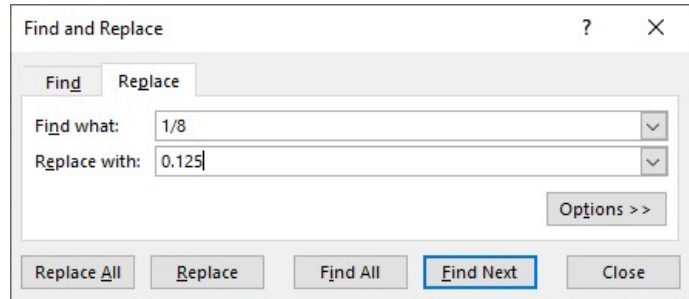 Find and Replace ? X
Find Replace
Find what: 1/8
Replace with: 0.125
Options >>
Replace All Replace Find All Find Next Close